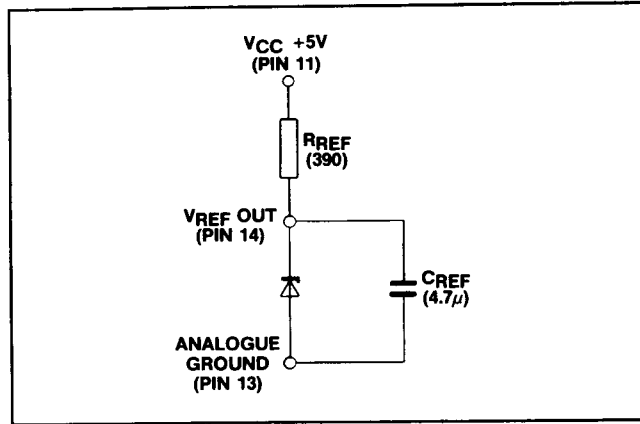 VCC +5V
(PIN 11)
RREF
(390)
VREF OUT
(PIN 14)
CREF
(4.7μ)
ANALOGUE
GROUND
(PIN 13)